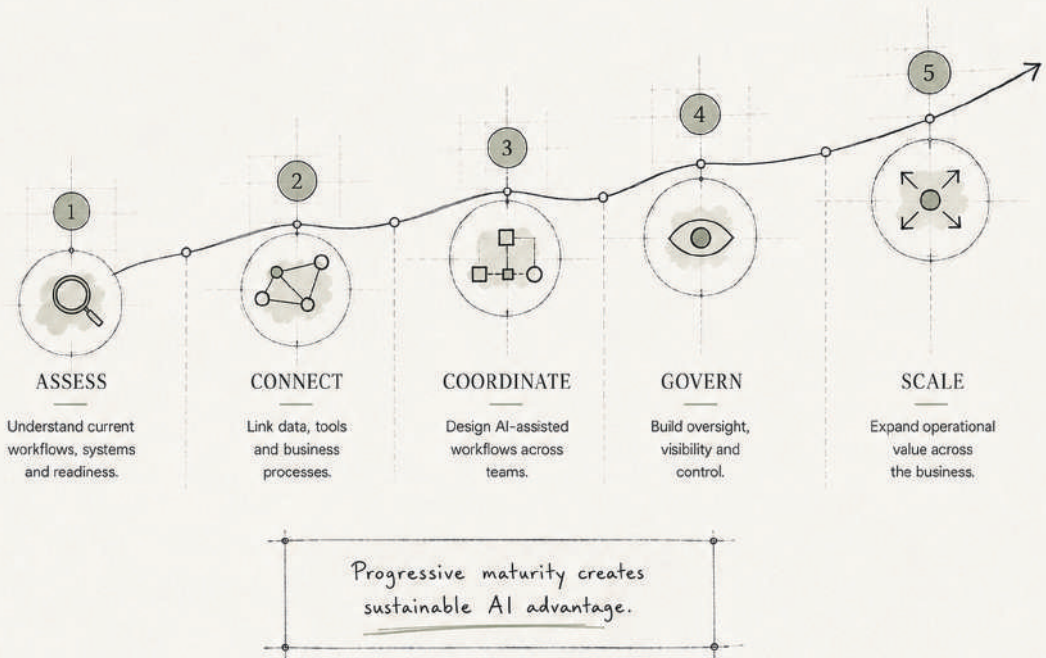 1
2
3
4
5
ASSESS
Understand current
workflows, systems
and readiness.
CONNECT
Link data, tools
and business
processes.
COORDINATE
Design AI-assisted
workflows across
teams.
GOVERN
Build oversight,
visibility and
control.
SCALE
Expand operational
value across
the business.
Progressive maturity creates
sustainable AI advantage.